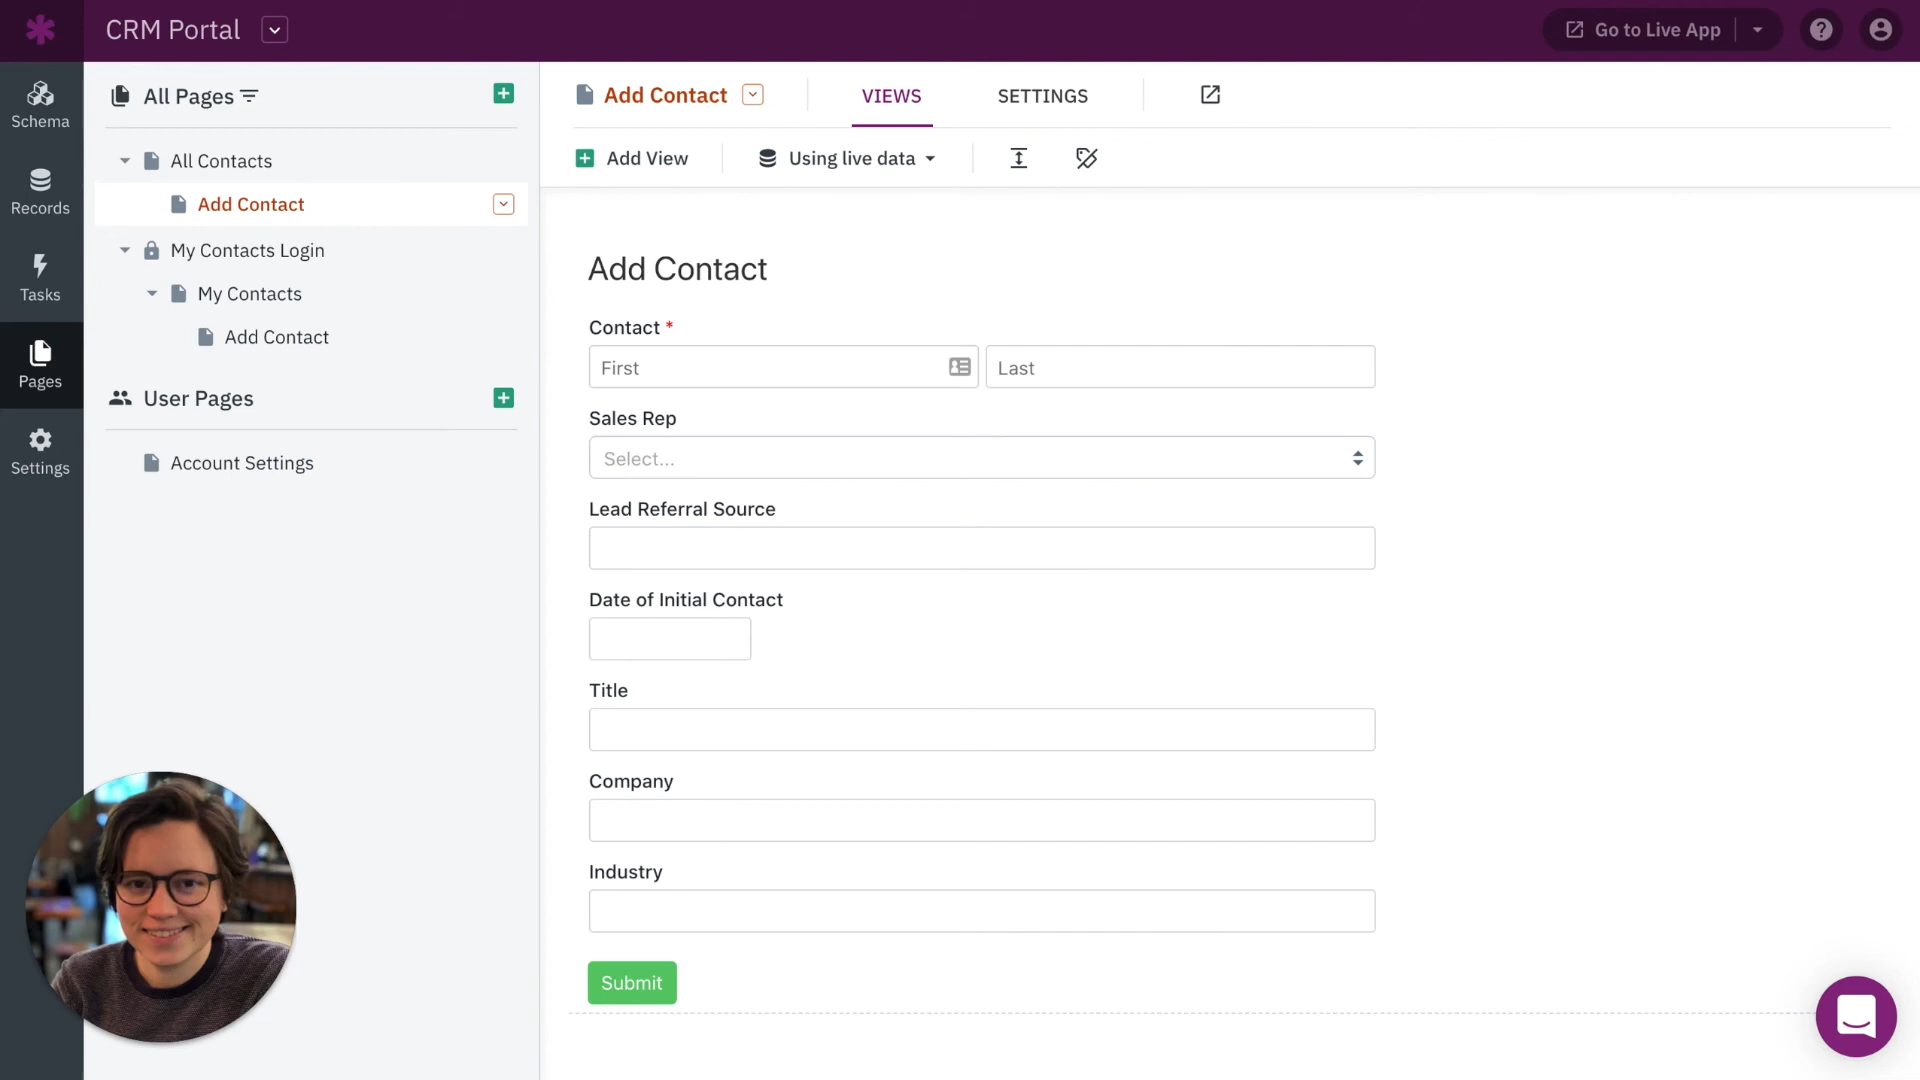 CRM Portal
Go to Live App
Schema
Records
Tasks
Pages
Settings
All Pages
All Contacts
Add Contact
My Contacts Login
My Contacts
Add Contact
User Pages
Account Settings
Add Contact
VIEWS
SETTINGS
Add View
Using live data
Add Contact
Contact *
First
Last
Sales Rep
Select...
Lead Referral Source
Date of Initial Contact
Title
Company
Industry
Submit